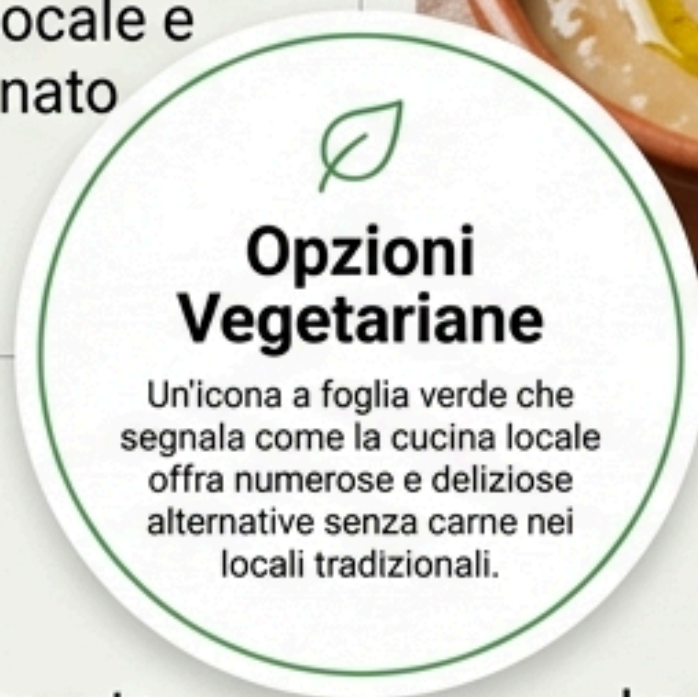 ocale e
nato
Opzioni
Vegetariane
Un'icona a foglia verde che
segnala come la cucina locale
offra numerose e deliziose
alternative senza carne nei
locali tradizionali.